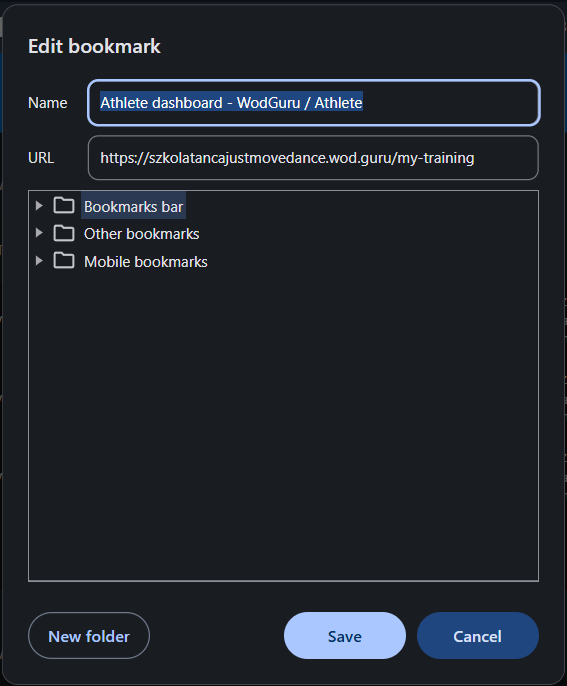 Edit bookmark
Name
Athlete dashboard - WodGuru / Athlete
URL
https://szkolatancajustmovedance.wod.guru/my-training
Bookmarks bar
Other bookmarks
Mobile bookmarks
New folder
Save
Cancel